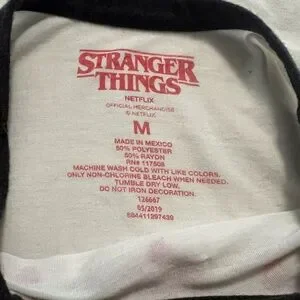 STRANGER
THINGS
NETFLIX
OFFICIAL MERCHANDISE
© NETFLIX
M
MADE IN MEXICO
50% POLYESTER
50% RAYON
RN# 117506
MACHINE WASH COLD WITH LIKE COLORS.
ONLY NON-CHLORINE BLEACH WHEN NEEDED.
TUMBLE DRY LOW.
DO NOT IRON DECORATION.
126667
05/2019
884411297439